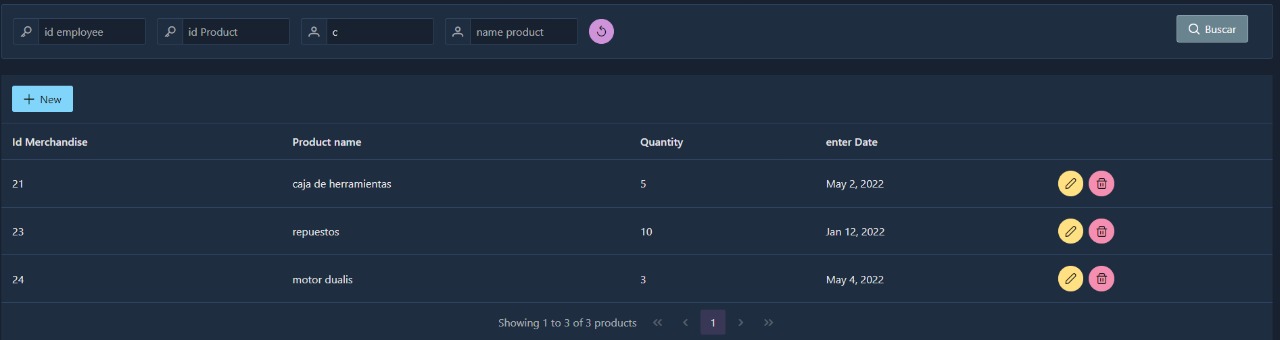 id employee id Product c name product Buscar
New
Id Merchandise Product name Quantity enter Date
21 caja de herramientas 5 May 2, 2022
23 repuestos 10 Jan 12, 2022
24 motor dualis 3 May 4, 2022
Showing 1 to 3 of 3 products « ‹ 1 › »